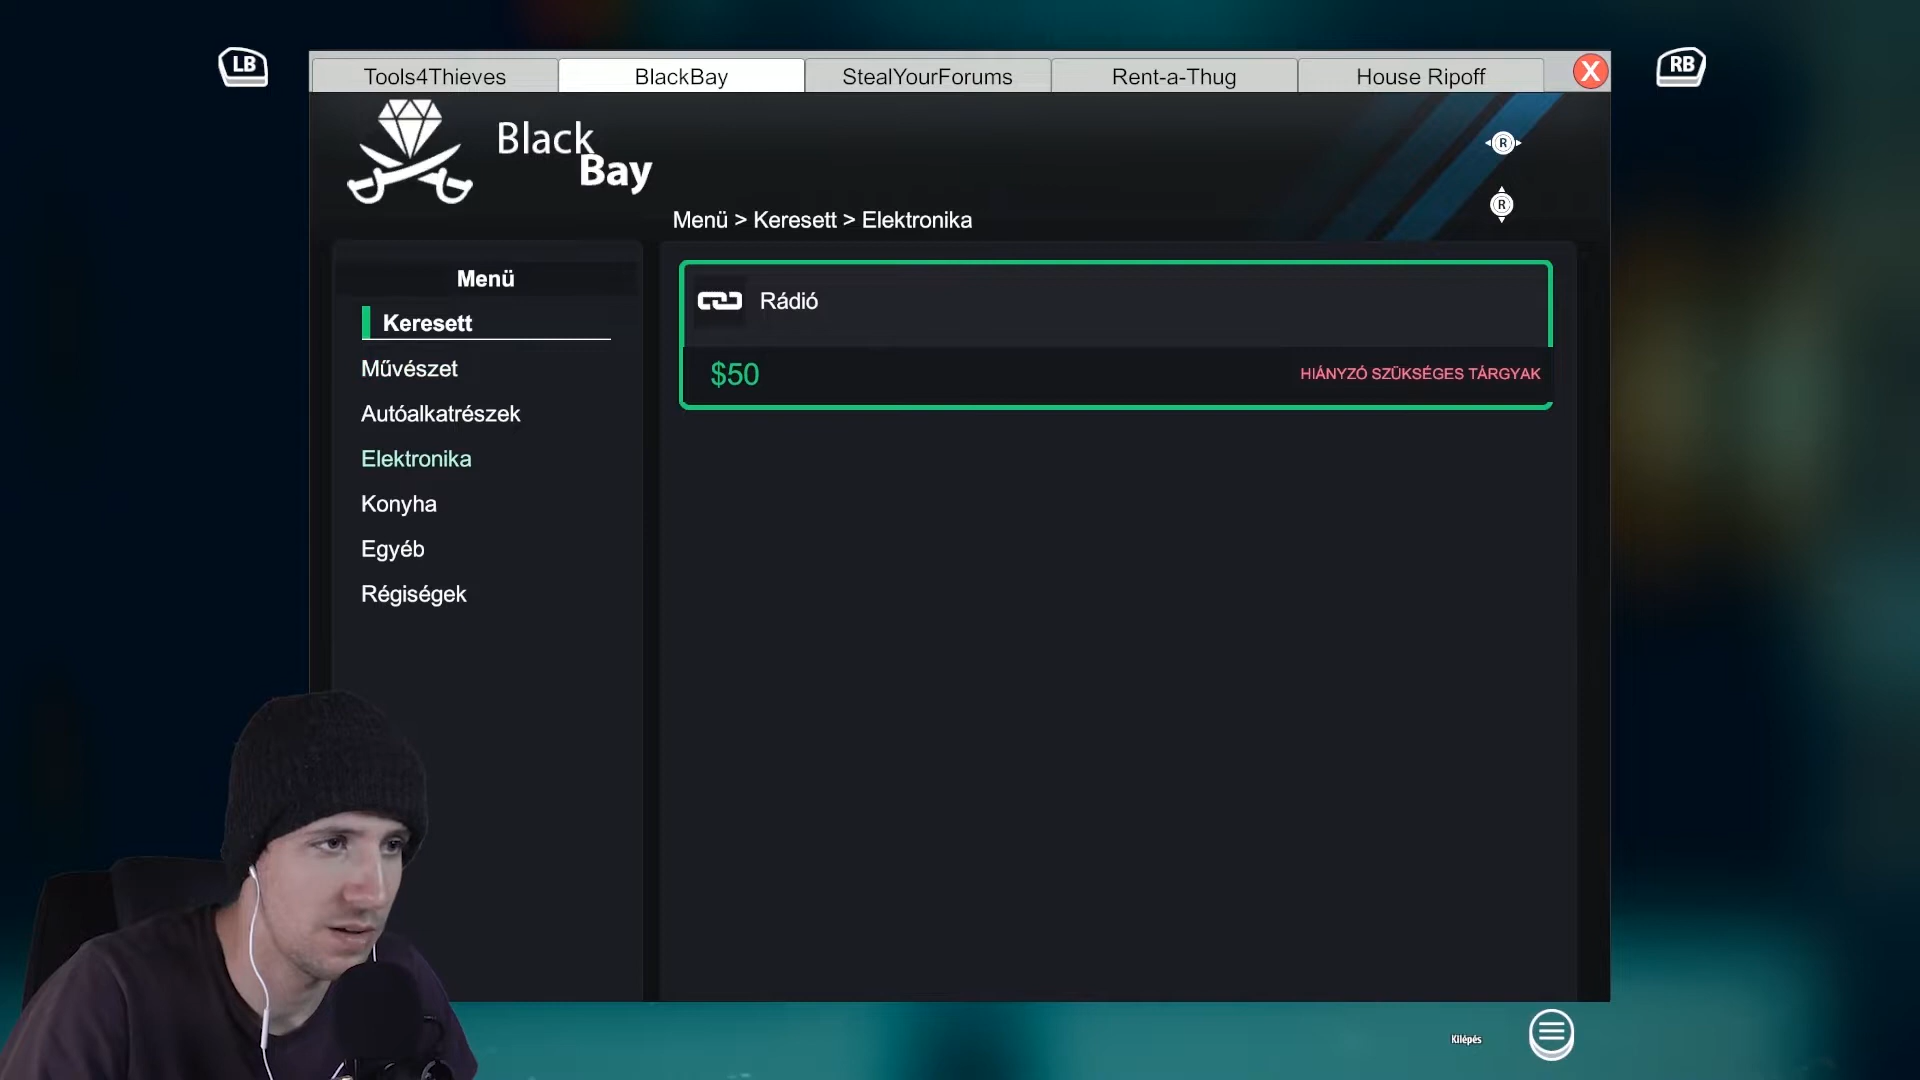 LB
Tools4Thieves
BlackBay
StealYourForums
Rent-a-Thug
House Ripoff
X
RB
Black
Bay
R
R
Menü > Keresett > Elektronika
Menü
Keresett
Művészet
Autóalkatrészek
Elektronika
Konyha
Egyéb
Régiségek
Rádió
$50
HIÁNYZÓ SZÜKSÉGES TÁRGYAK
Kilépés